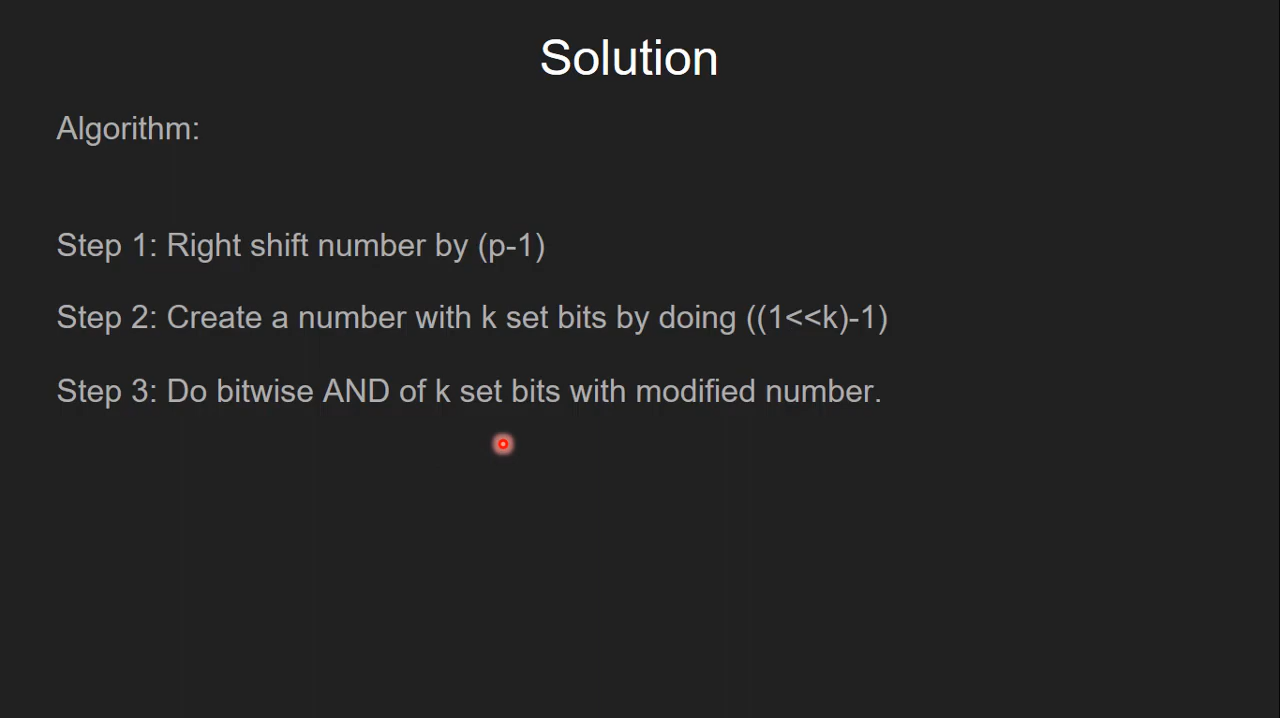 Solution
Algorithm:
Step 1: Right shift number by (p-1)
Step 2: Create a number with k set bits by doing ((1<<k)-1)
Step 3: Do bitwise AND of k set bits with modified number.